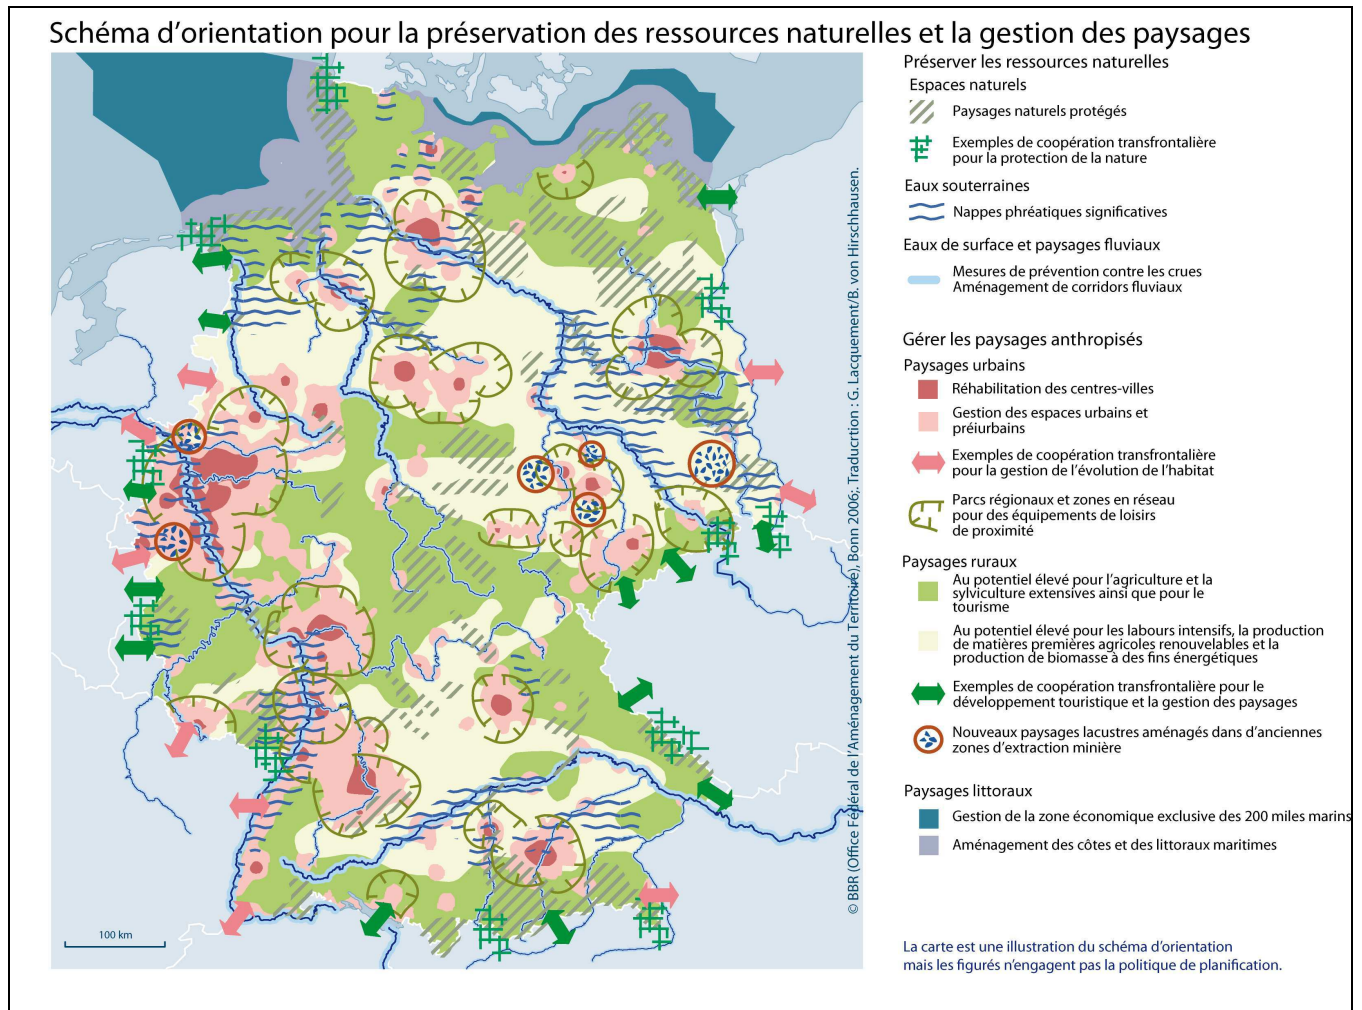 Schéma d'orientation pour la préservation des ressources naturelles et la gestion des paysages
Préserver les ressources naturelles
Espaces naturels
Paysages naturels protégés
Exemples de coopération transfrontalière
pour la protection de la nature
Eaux souterraines
Nappes phréatiques significatives
Eaux de surface et paysages fluviaux
Mesures de prévention contre les crues
Aménagement de corridors fluviaux
Gérer les paysages anthropisés
Paysages urbains
Réhabilitation des centres-villes
Gestion des espaces urbains et
préiurbains
Exemples de coopération transfrontalière
pour la gestion de l'évolution de l'habitat
Parcs régionaux et zones en réseau
pour des équipements de loisirs
de proximité
Paysages ruraux
Au potentiel élevé pour l'agriculture et la
sylviculture extensives ainsi que pour le
tourisme
Au potentiel élevé pour les labours intensifs, la production
de matières premières agricoles renouvelables et la
production de biomasse à des fins énergétiques
Exemples de coopération transfrontalière pour le
développement touristique et la gestion des paysages
Nouveaux paysages lacustres aménagés dans d'anciennes
zones d'extraction minière
Paysages littoraux
Gestion de la zone économique exclusive des 200 miles marins
Aménagement des côtes et des littoraux maritimes
La carte est une illustration du schéma d'orientation
mais les figurés n'engagent pas la politique de planification.
© BBR (Office Fédéral de l'Aménagement du Territoire), Bonn 2006; Traducrtion : G. Lacquement/B. von Hirschhausen.
100 km